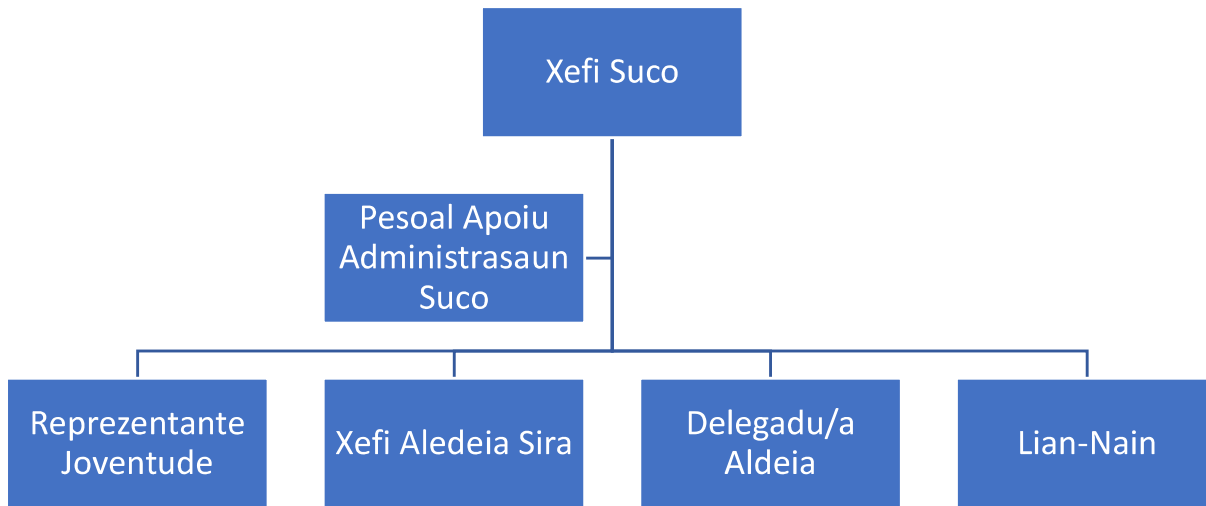 Xefi Suco
Pesoal Apoiu
Administrasaun
Suco
Reprezentante
Joventude
Xefi Aledeia Sira
Delegadu/a
Aldeia
Lian-Nain